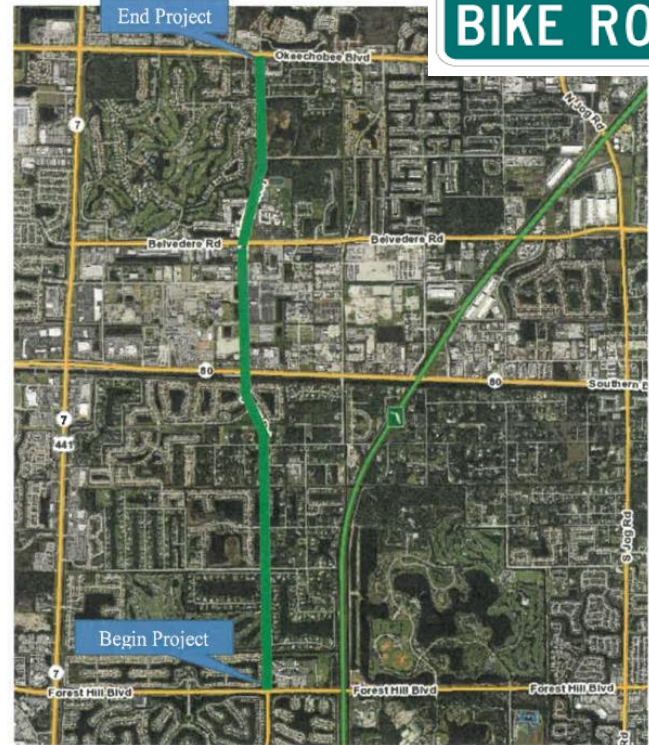 End Project
BIKE RO
Okeechobee Blvd
N Jog Rd
7
Belvedere Rd
Belvedere Rd
80
80
Southern B
7
441
S Jog Rd
Begin Project
7
Forest Hill Blvd
Forest Hill Blvd
Forest Hill Blvd
Rd